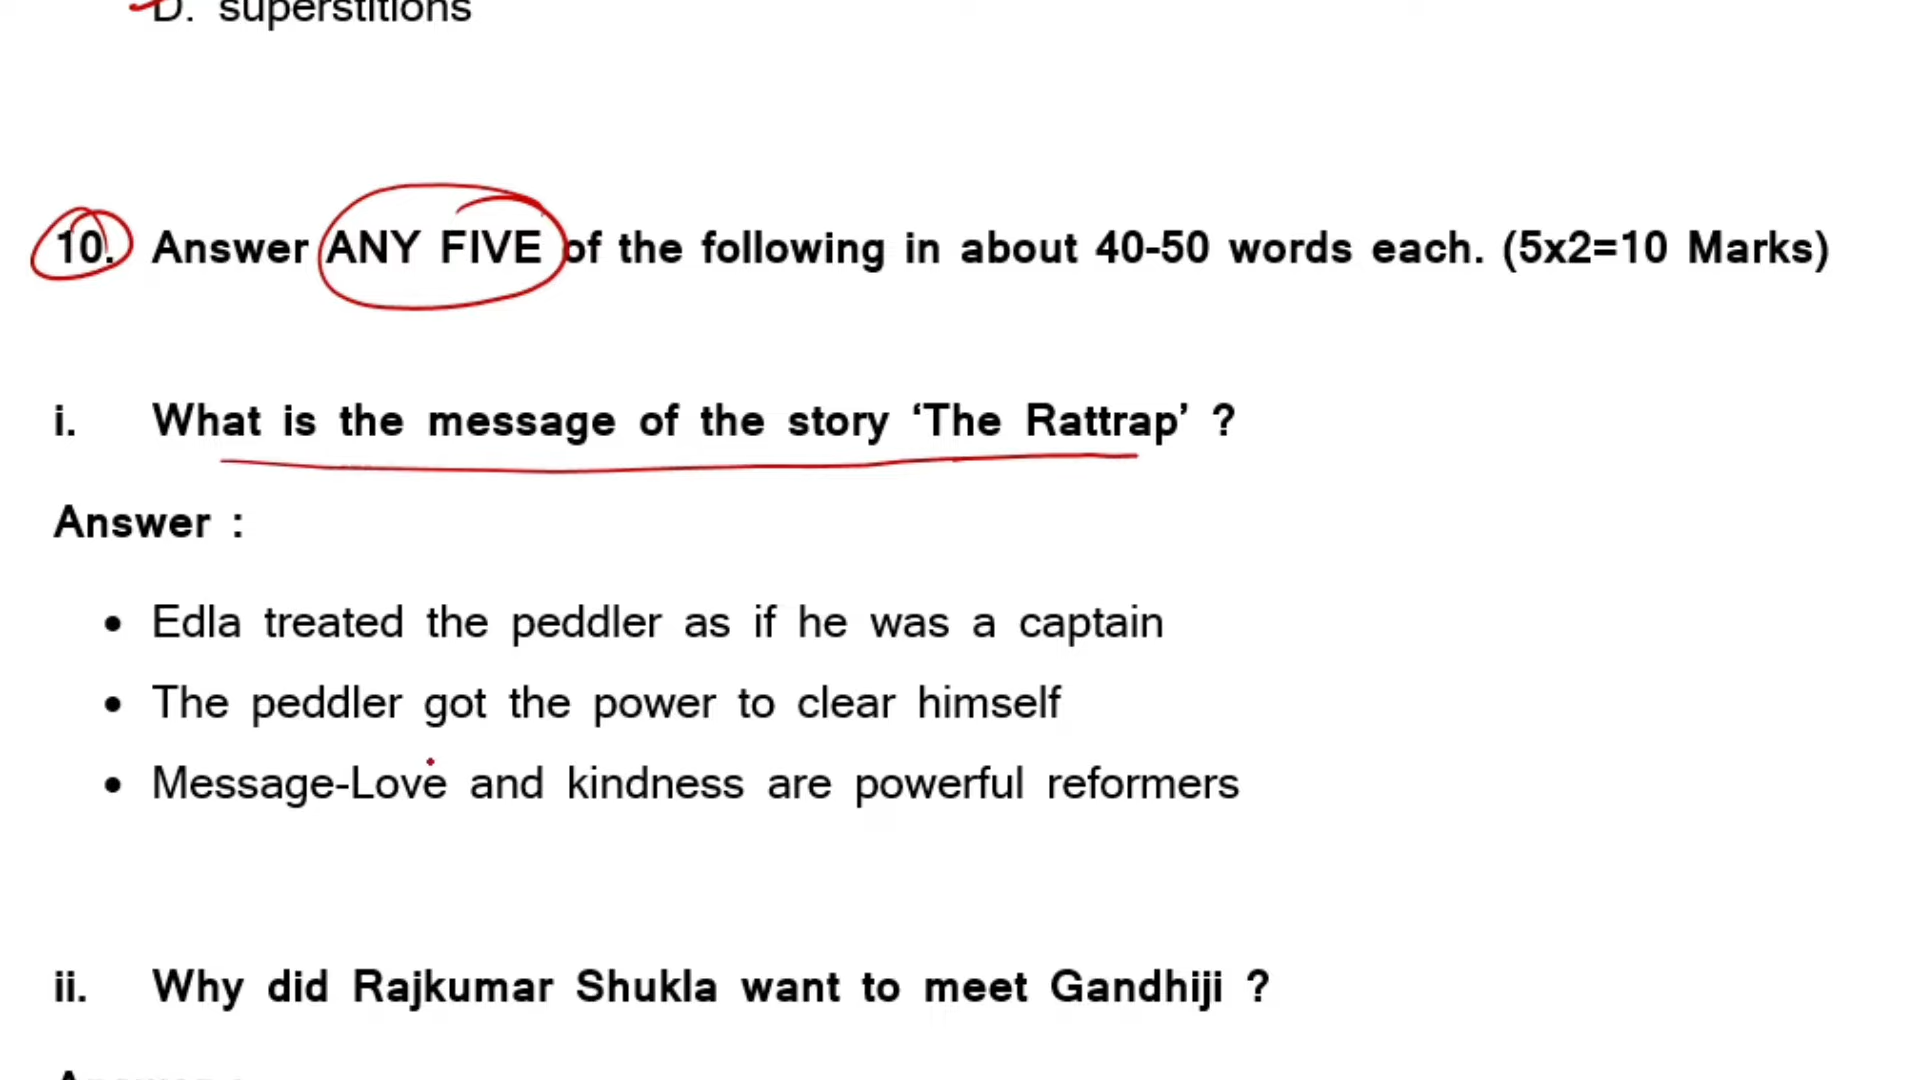 D. superstitions
10. Answer ANY FIVE of the following in about 40-50 words each. (5x2=10 Marks)
i. What is the message of the story ‘The Rattrap’ ?
Answer :
• Edla treated the peddler as if he was a captain
• The peddler got the power to clear himself
• Message-Love and kindness are powerful reformers
ii. Why did Rajkumar Shukla want to meet Gandhiji ?